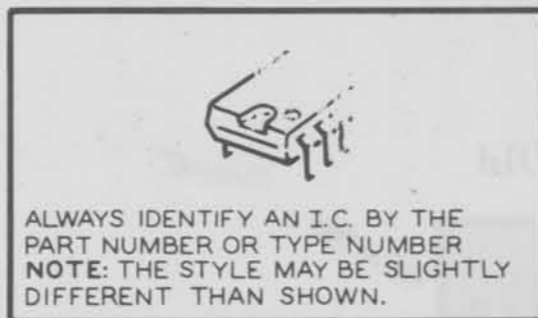 ALWAYS IDENTIFY AN I.C. BY THE
PART NUMBER OR TYPE NUMBER
NOTE: THE STYLE MAY BE SLIGHTLY
DIFFERENT THAN SHOWN.